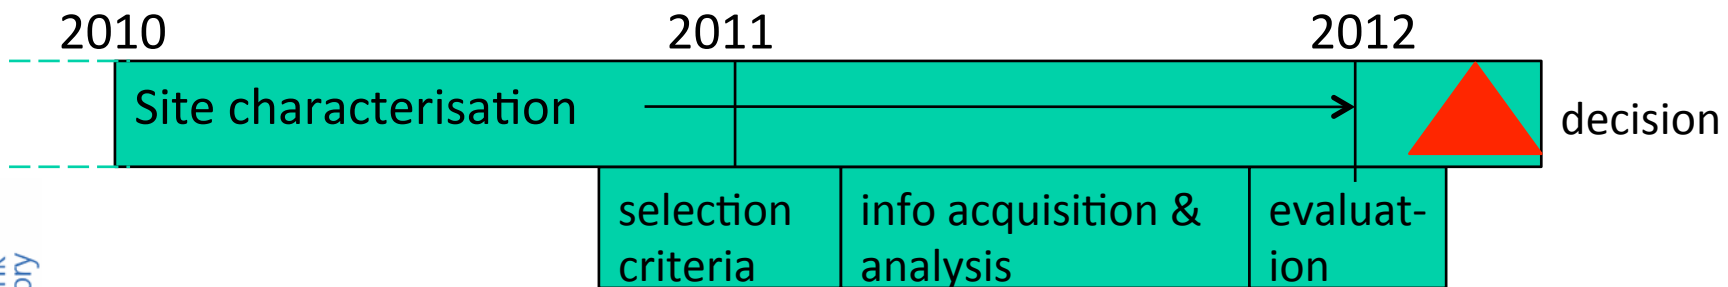 2010 2011 2012
Site characterisation
decision
selection criteria
info acquisition & analysis
evaluat-
ion